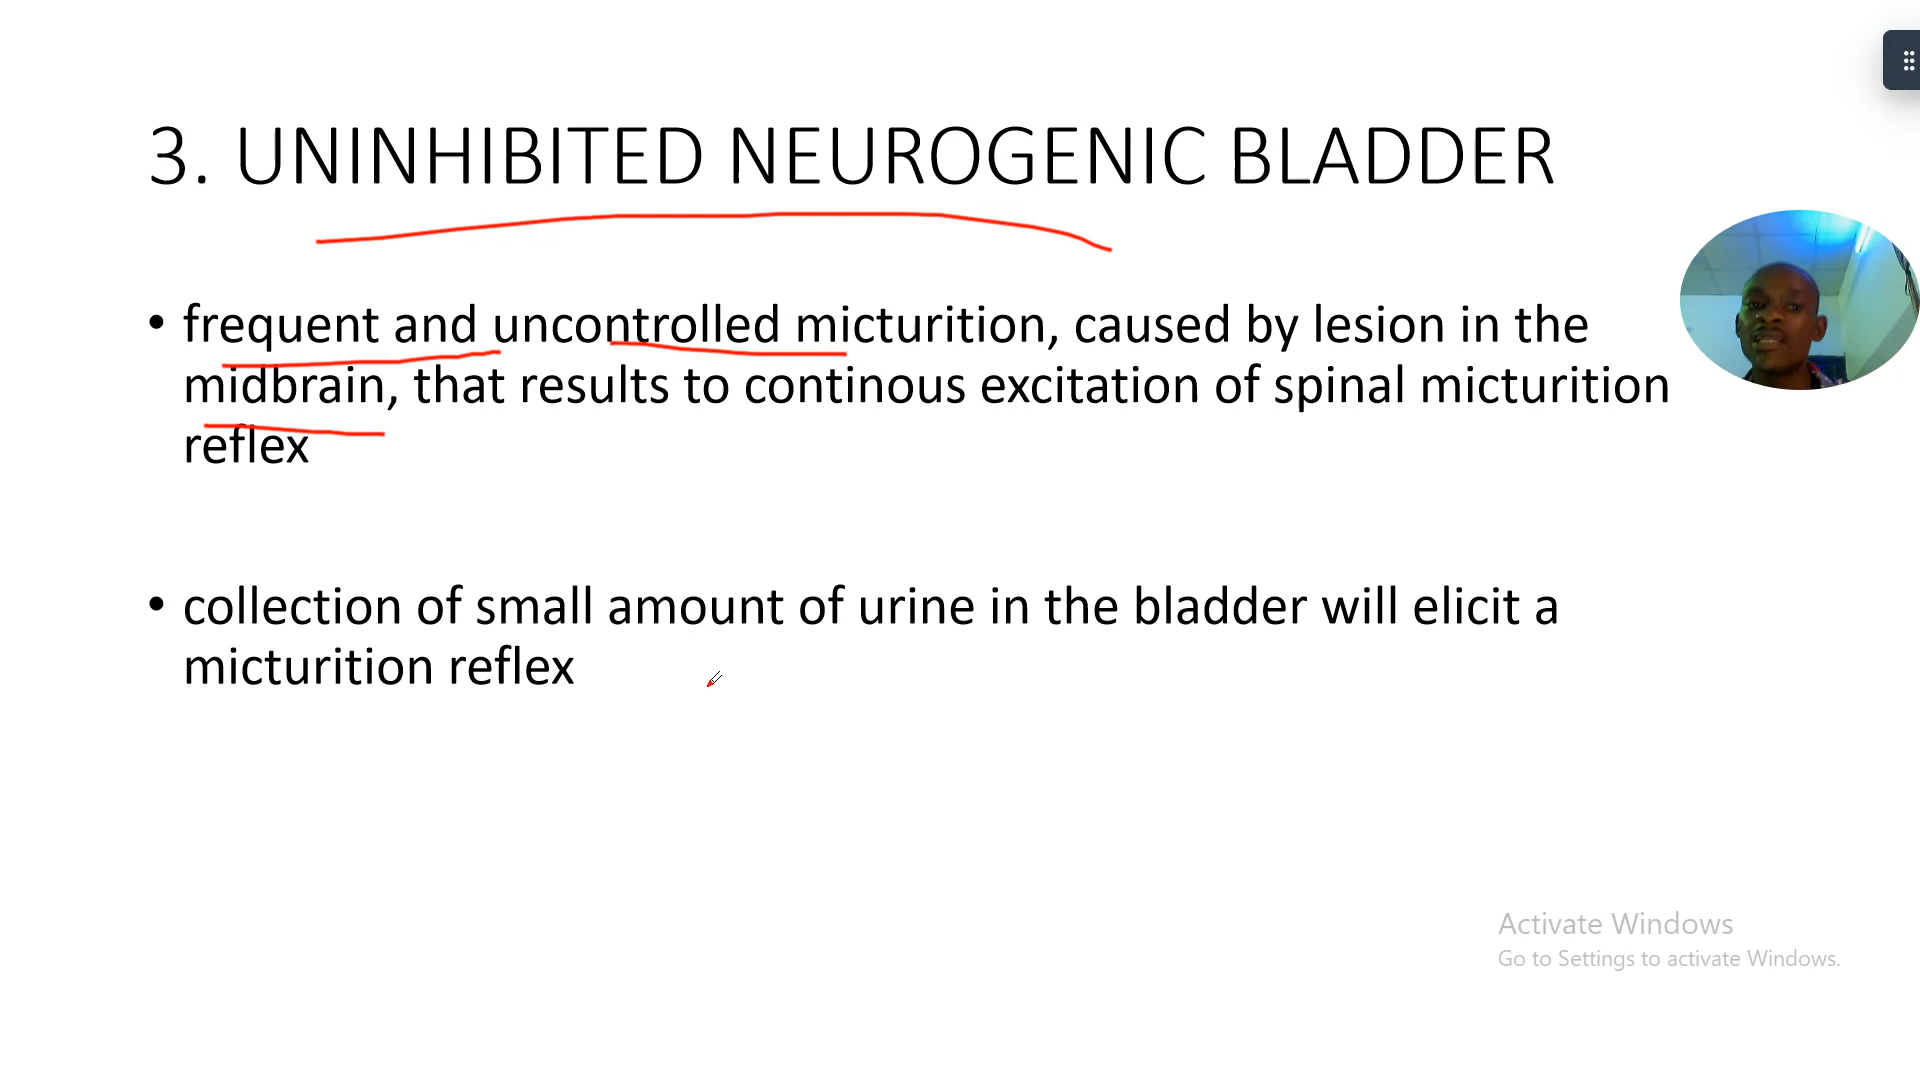 3. UNINHIBITED NEUROGENIC BLADDER
• frequent and uncontrolled micturition, caused by lesion in the
midbrain, that results to continous excitation of spinal micturition
reflex
• collection of small amount of urine in the bladder will elicit a
micturition reflex
Activate Windows
Go to Settings to activate Windows.